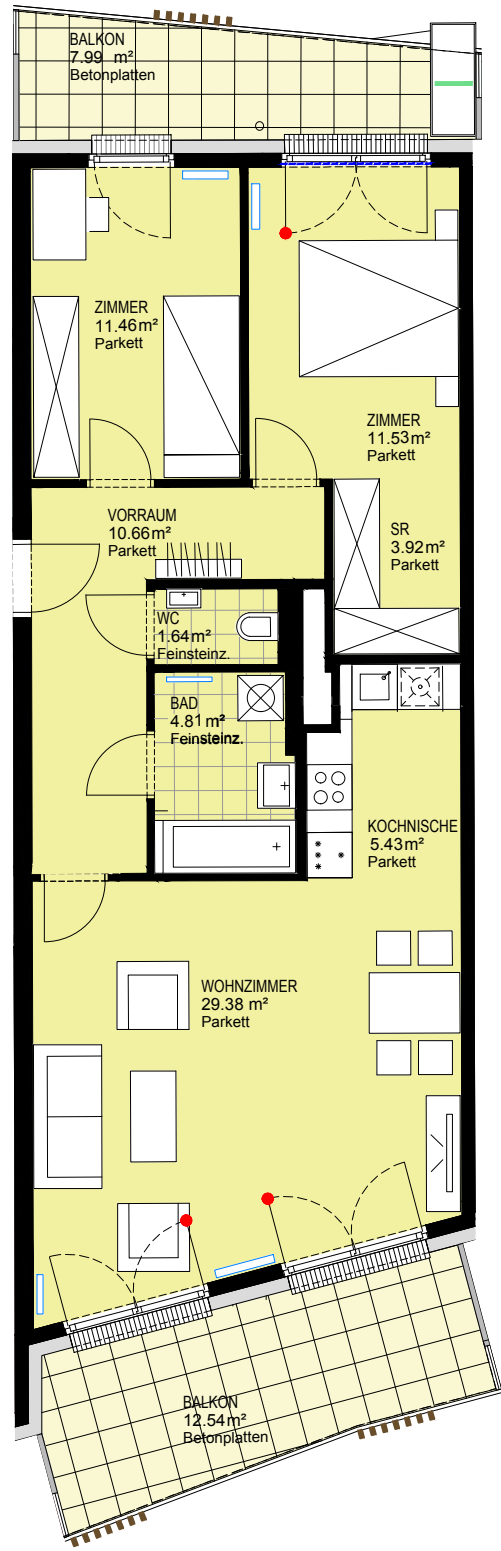 BALKON
7.99 m²
Betonplatten
ZIMMER
11.46m²
Parkett
ZIMMER
11.53m²
Parkett
VORRAUM
10.66m²
Parkett
SR
3.92m²
Parkett
WC
1.64m²
Feinsteinz.
BAD
4.81m²
Feinsteinz.
KOCHNISCHE
5.43m²
Parkett
WOHNZIMMER
29.38 m²
Parkett
BALKON
12.54m²
Betonplatten